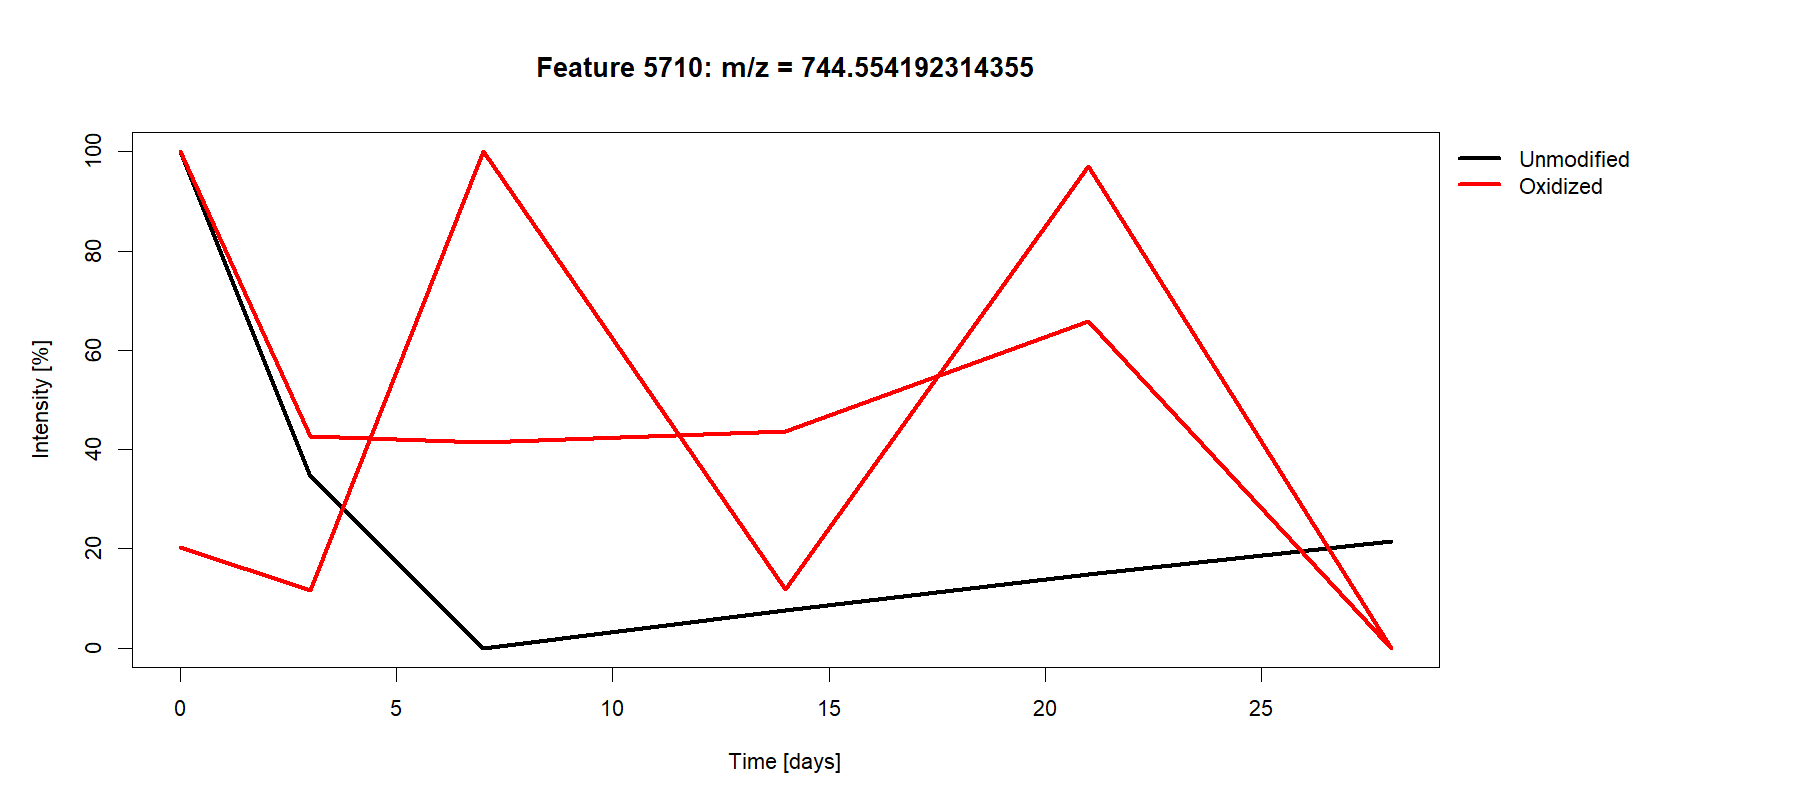 Feature 5710: m/z = 744.554192314355
Unmodified
Oxidized
Intensity [%]
100
80
60
40
20
0
0 5 10 15 20 25
Time [days]